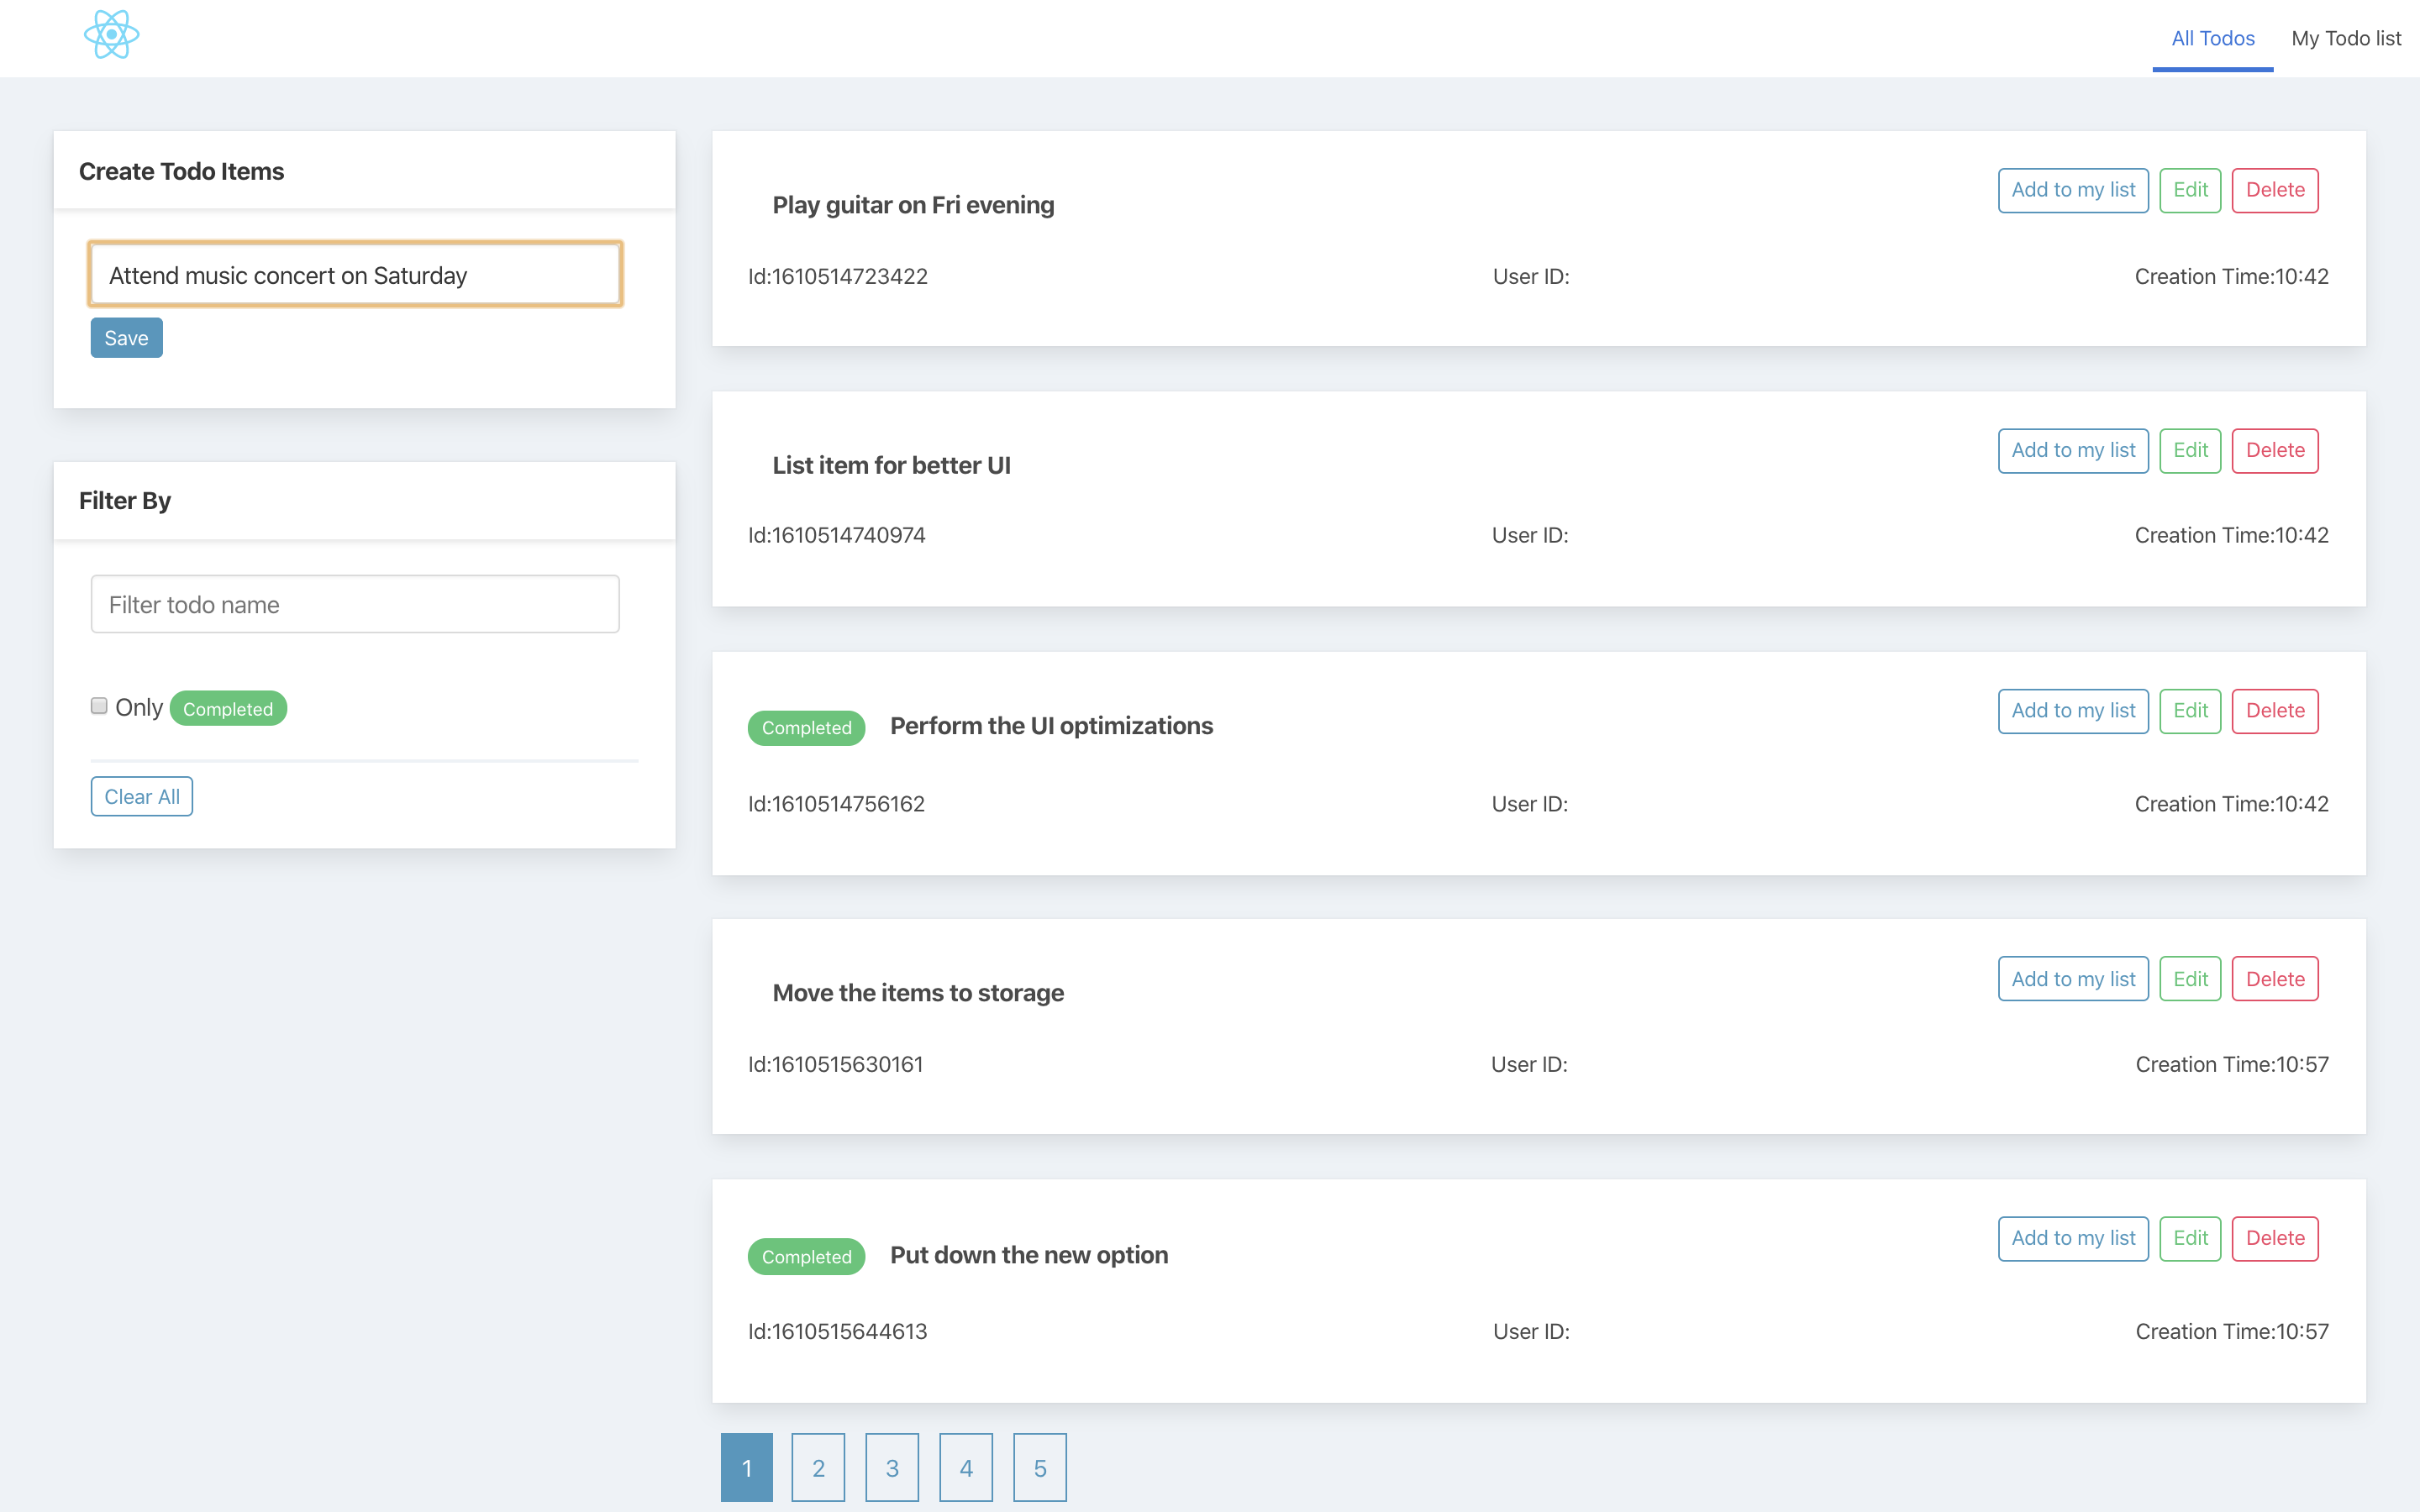 All Todos My Todo list
Create Todo Items
Attend music concert on Saturday
Save
Filter By
Filter todo name
Only Completed
Clear All
Play guitar on Fri evening
Add to my list Edit Delete
Id:1610514723422 User ID: Creation Time:10:42
List item for better UI
Add to my list Edit Delete
Id:1610514740974 User ID: Creation Time:10:42
Completed Perform the UI optimizations
Add to my list Edit Delete
Id:1610514756162 User ID: Creation Time:10:42
Move the items to storage
Add to my list Edit Delete
Id:1610515630161 User ID: Creation Time:10:57
Completed Put down the new option
Add to my list Edit Delete
Id:1610515644613 User ID: Creation Time:10:57
1 2 3 4 5